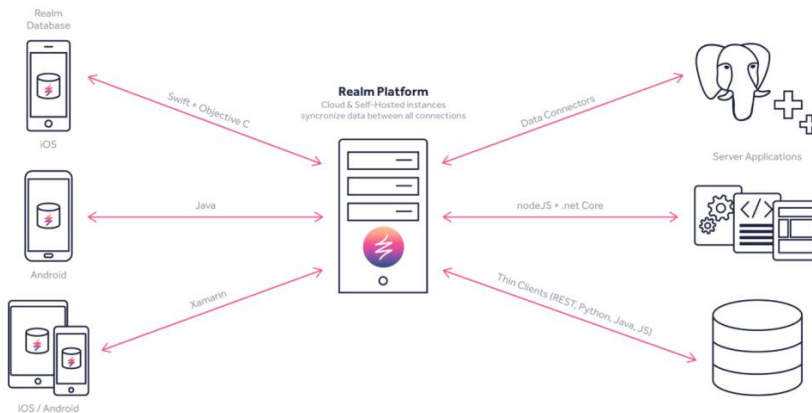 Realm
Database
iOS
Swift + Objective C
Java
Android
Xamarin
iOS / Android
Realm Platform
Cloud & Self-Hosted instances
syncronize data between all connections
Data Connectors
Server Applications
nodeJS + .net Core
Thin Clients (REST, Python, Java, JS)